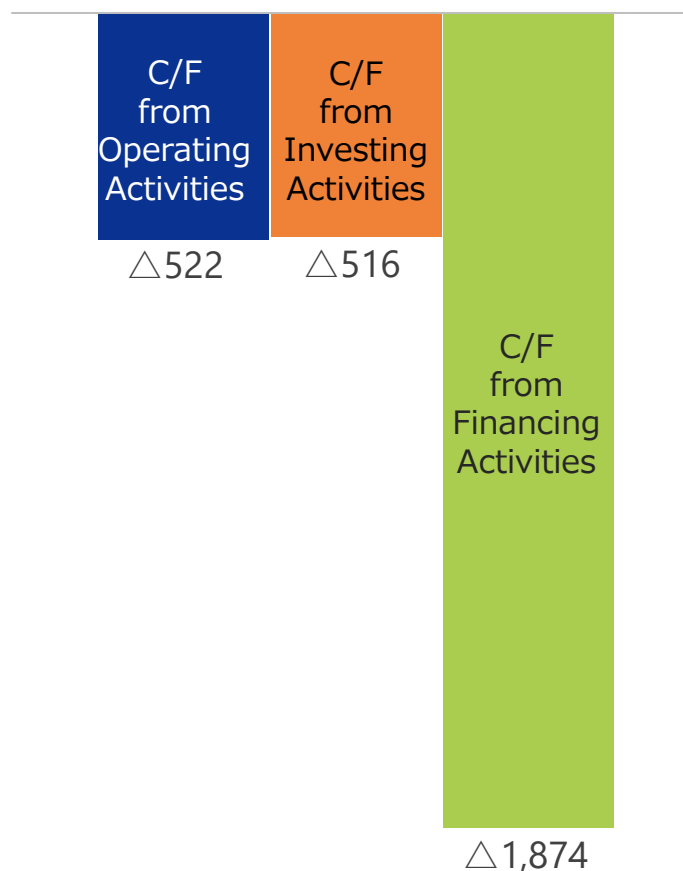 C/F
from
Operating
Activities
△522
C/F
from
Investing
Activities
△516
C/F
from
Financing
Activities
△1,874